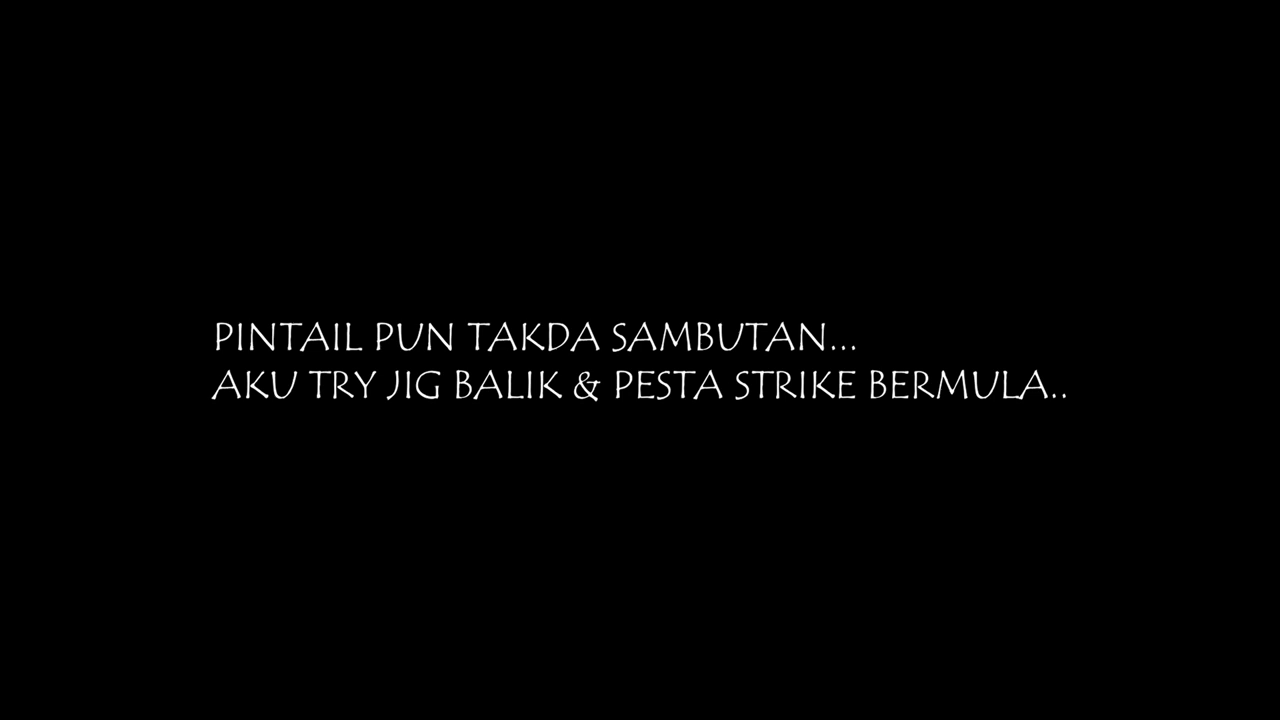 PINTAIL PUN TAKDA SAMBUTAN...
AKU TRY JIG BALIK & PESTA STRIKE BERMULA..